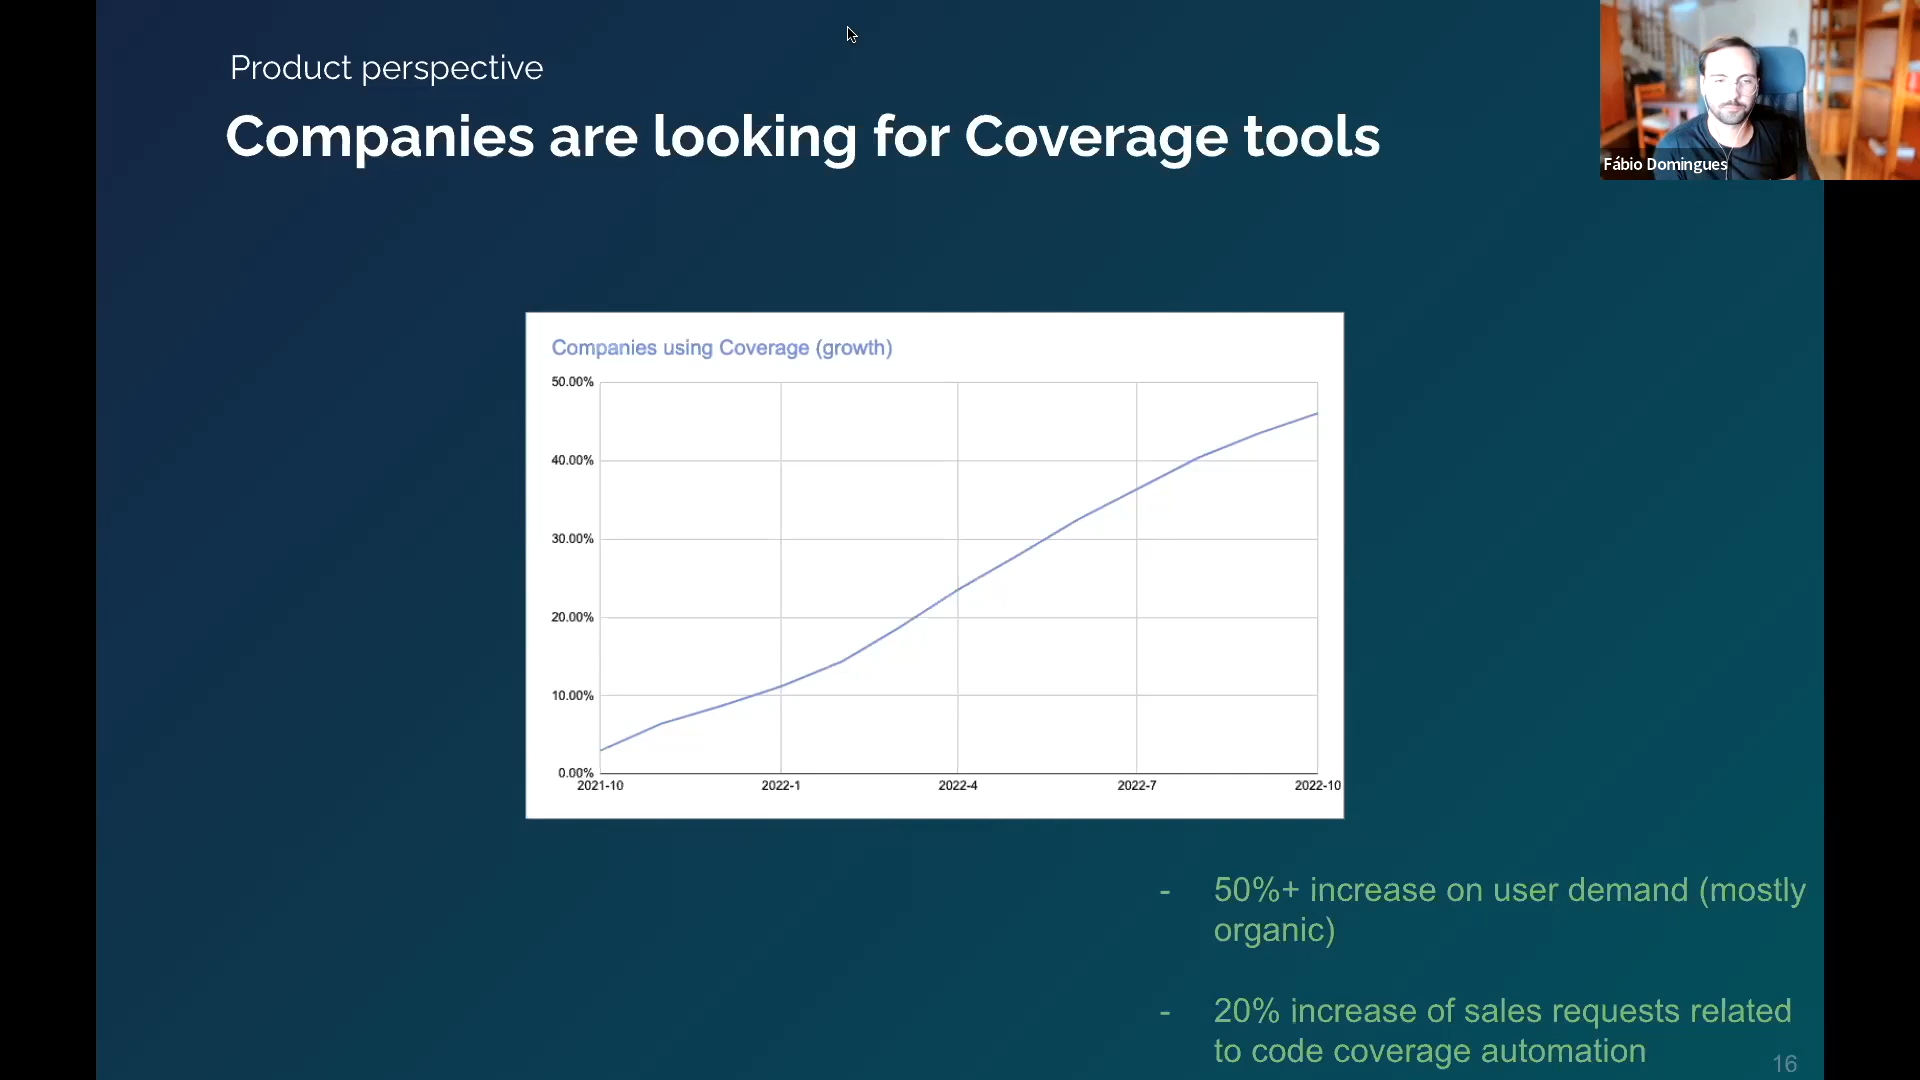 Product perspective
Companies are looking for Coverage tools
Fábio Domingues
Companies using Coverage (growth)
50.00%
40.00%
30.00%
20.00%
10.00%
0.00%
2021-10 2022-1 2022-4 2022-7 2022-10
- 50%+ increase on user demand (mostly
organic)
- 20% increase of sales requests related
to code coverage automation
16